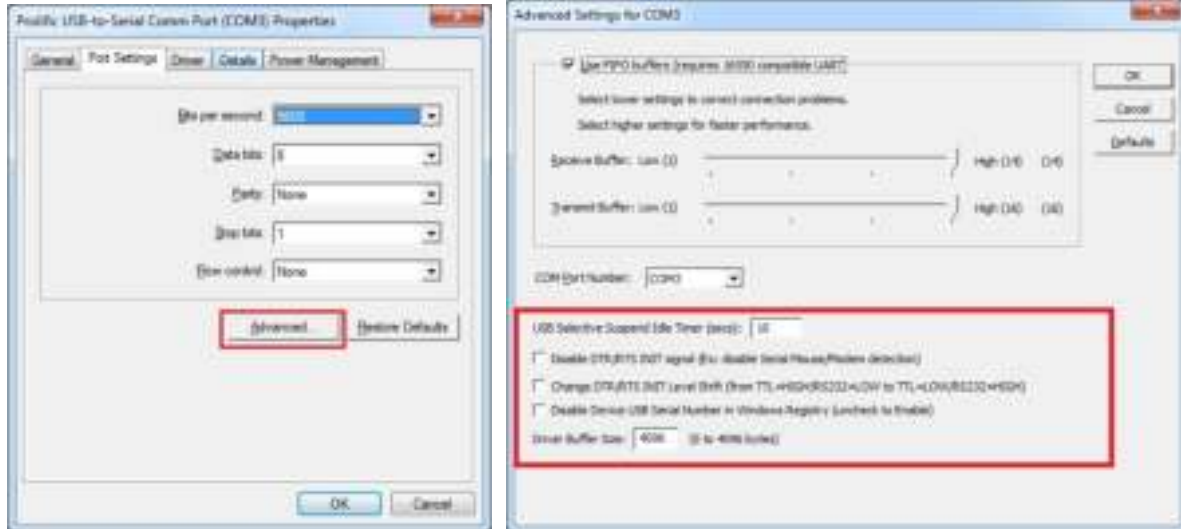 Prolific USB-to-Serial Comm Port (COM3) Properties
General Port Settings Driver Details Power Management
Bits per second: 9600
Data bits: 8
Parity: None
Stop bits: 1
Flow control: None
Advanced... Restore Defaults
OK Cancel
Advanced Settings for COM3
Use FIFO buffers (requires 16550 compatible UART)
Select lower settings to correct connection problems.
Select higher settings for faster performance.
Receive Buffer: Low (1) High (14) (14)
Transmit Buffer: Low (1) High (16) (16)
OK
Cancel
Defaults
COM Port Number: COM3
USB Selective Suspend Idle Timer (secs): 10
Disable DTR/RTS INIT signal (Ex: disable Serial Mouse/Modem detection)
Change DTR/RTS INIT Level Shift (from TTL=HIGH/RS232=LOW to TTL=LOW/RS232=HIGH)
Disable Device USB Serial Number in Windows Registry (uncheck to Enable)
Driver Buffer Size: 4096 (0 to 4096 bytes)